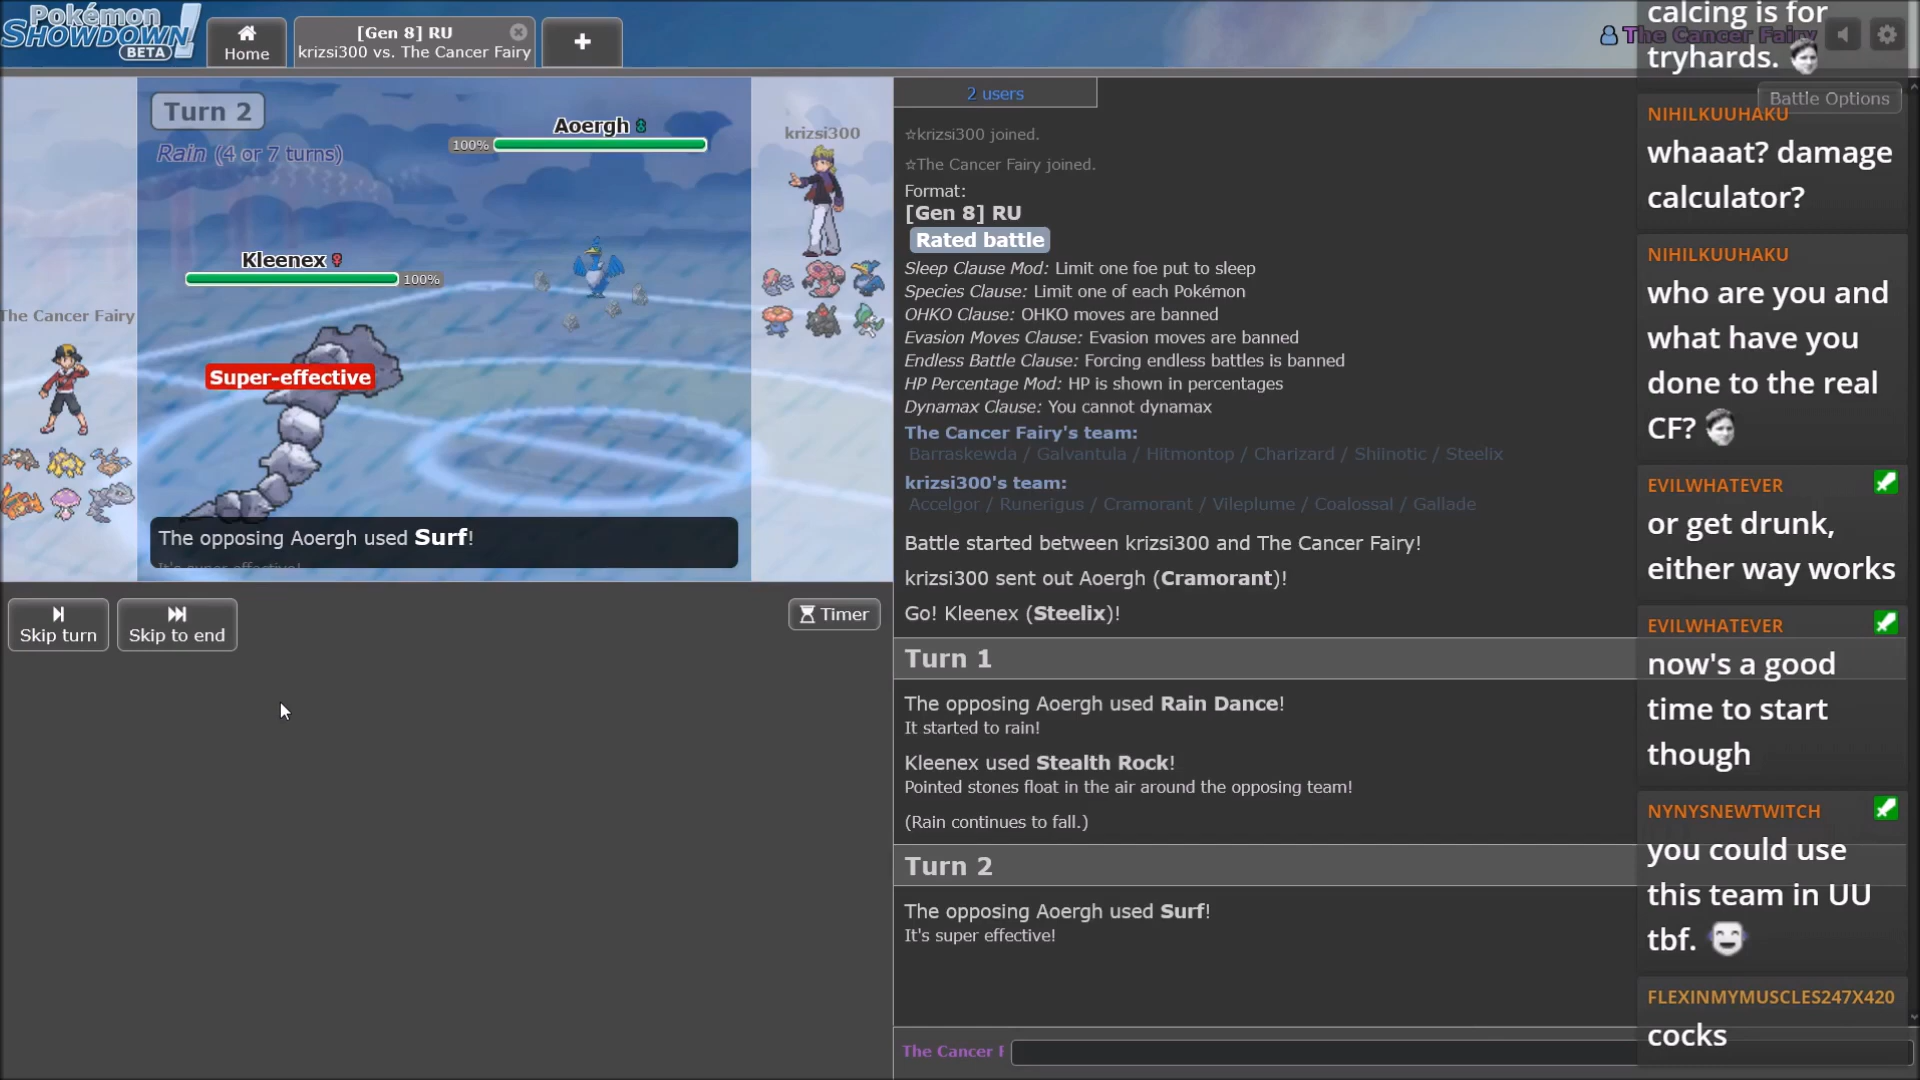 Pokémon
SHOWDOWN!
BETA
Home
[Gen 8] RU
krizsi300 vs. The Cancer Fairy
+
The Cancer Fairy
Turn 2
Rain (4 or 7 turns)
Aoergh
100%
krizsi300
Kleenex
100%
The Cancer Fairy
Super-effective
The opposing Aoergh used Surf!
It's super effective!
Skip turn
Skip to end
Timer
2 users
Battle Options
☆krizsi300 joined.
☆The Cancer Fairy joined.
Format:
[Gen 8] RU
Rated battle
Sleep Clause Mod: Limit one foe put to sleep
Species Clause: Limit one of each Pokémon
OHKO Clause: OHKO moves are banned
Evasion Moves Clause: Evasion moves are banned
Endless Battle Clause: Forcing endless battles is banned
HP Percentage Mod: HP is shown in percentages
Dynamax Clause: You cannot dynamax
The Cancer Fairy's team:
Barraskewda / Galvantula / Hitmontop / Charizard / Shiinotic / Steelix
krizsi300's team:
Accelgor / Runerigus / Cramorant / Vileplume / Coalossal / Gallade
Battle started between krizsi300 and The Cancer Fairy!
krizsi300 sent out Aoergh (Cramorant)!
Go! Kleenex (Steelix)!
Turn 1
The opposing Aoergh used Rain Dance!
It started to rain!
Kleenex used Stealth Rock!
Pointed stones float in the air around the opposing team!
(Rain continues to fall.)
Turn 2
The opposing Aoergh used Surf!
It's super effective!
The Cancer F
calcing is for
tryhards.
NIHILKUUHAKU
whaaat? damage
calculator?
NIHILKUUHAKU
who are you and
what have you
done to the real
CF?
EVILWHATEVER
or get drunk,
either way works
EVILWHATEVER
now's a good
time to start
though
NYNYSNEWTWITCH
you could use
this team in UU
tbf.
FLEXINMYMUSCLES247X420
cocks